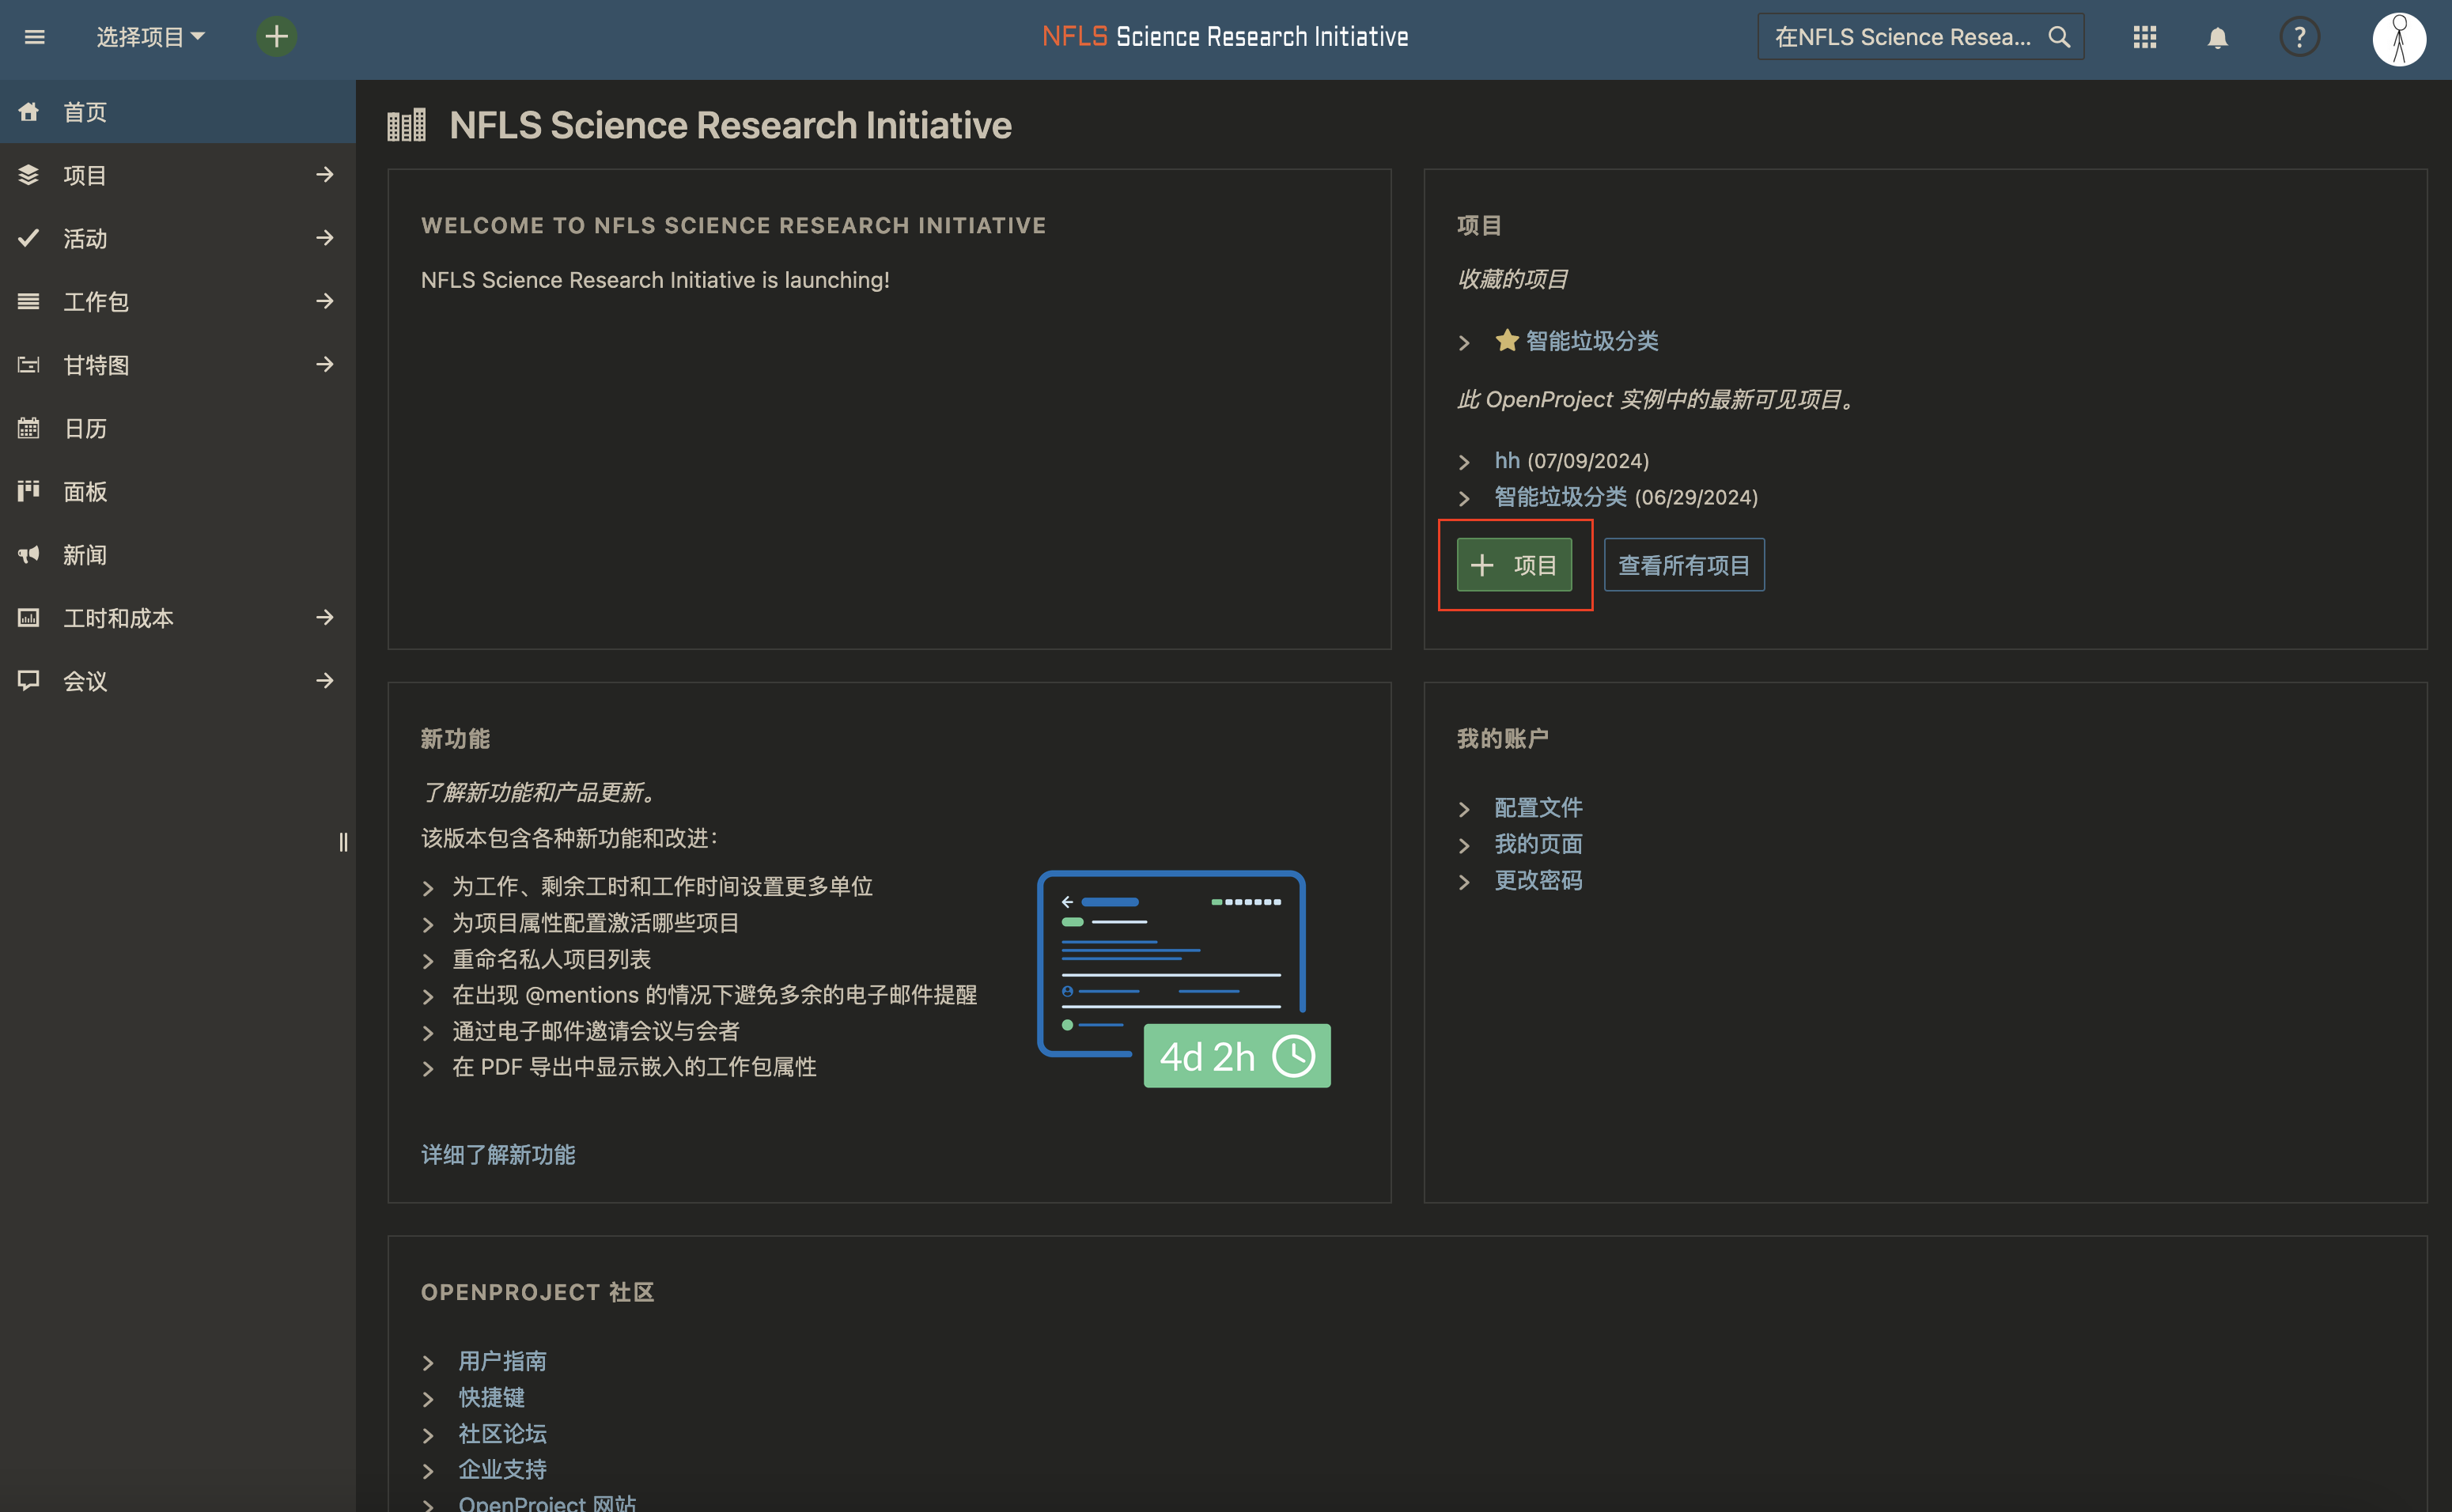 选择项目
NFLS Science Research Initiative
在NFLS Science Resea...
?
首页
项目
活动
工作包
甘特图
日历
面板
新闻
工时和成本
会议
NFLS Science Research Initiative
WELCOME TO NFLS SCIENCE RESEARCH INITIATIVE
NFLS Science Research Initiative is launching!
项目
收藏的项目
智能垃圾分类
此 OpenProject 实例中的最新可见项目。
hh (07/09/2024)
智能垃圾分类 (06/29/2024)
+ 项目
查看所有项目
新功能
了解新功能和产品更新。
该版本包含各种新功能和改进：
为工作、剩余工时和工作时间设置更多单位
为项目属性配置激活哪些项目
重命名私人项目列表
在出现 @mentions 的情况下避免多余的电子邮件提醒
通过电子邮件邀请会议与会者
在 PDF 导出中显示嵌入的工作包属性
4d 2h
详细了解新功能
我的账户
配置文件
我的页面
更改密码
OPENPROJECT 社区
用户指南
快捷键
社区论坛
企业支持
OpenProject 网站